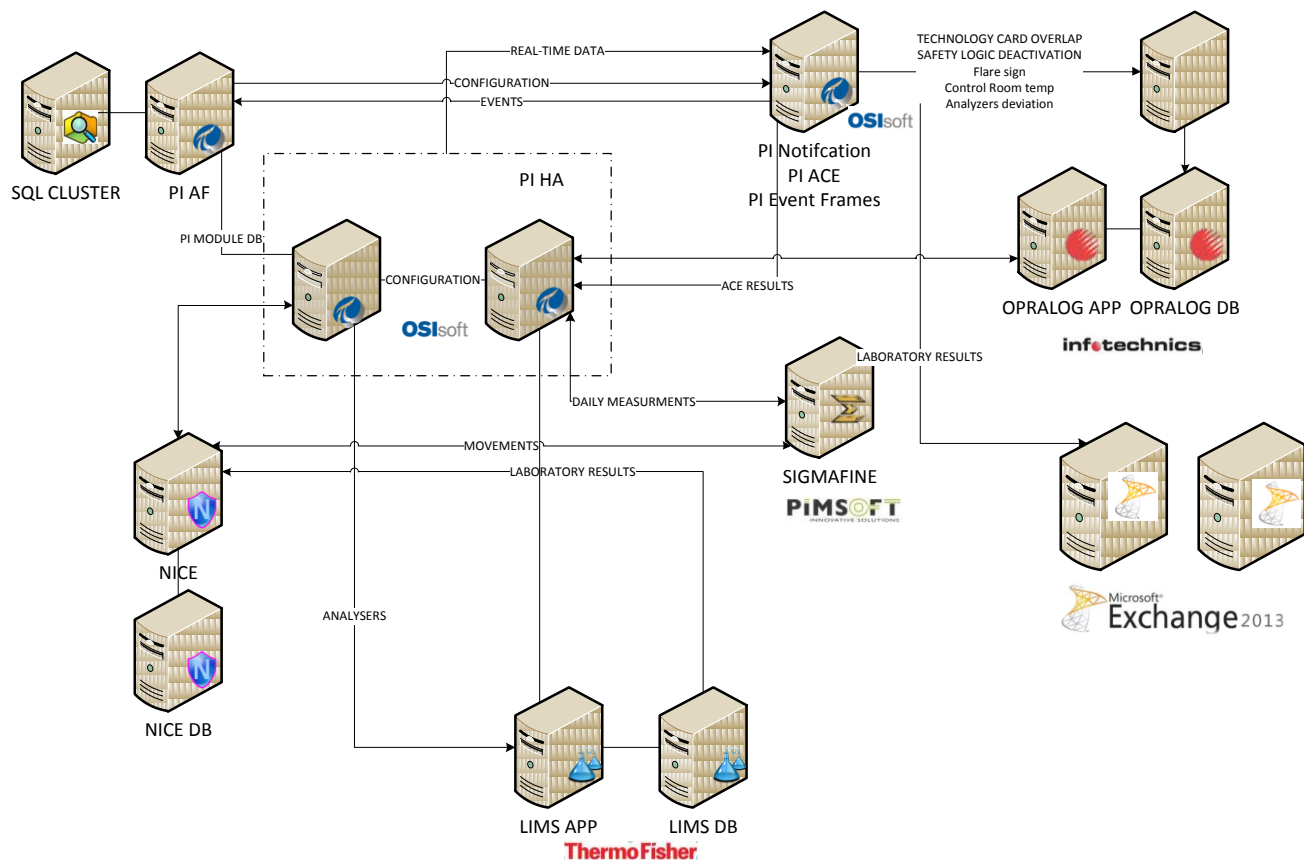 REAL-TIME DATA
TECHNOLOGY CARD OVERLAP
SAFETY LOGIC DEACTIVATION
Flare sign
Control Room temp
Analyzers deviation
CONFIGURATION
EVENTS
OSIsoft
SQL CLUSTER
PI AF
PI HA
PI Notifcation
PI ACE
PI Event Frames
PI MODULE DB
CONFIGURATION
ACE RESULTS
OSIsoft
OPRALOG APP
OPRALOG DB
infotechnics
LABORATORY RESULTS
DAILY MEASURMENTS
MOVEMENTS
LABORATORY RESULTS
SIGMAFINE
PiMSOFT
INNOVATIVE SOLUTIONS
N
NICE
Microsoft®
Exchange 2013
ANALYSERS
N
NICE DB
LIMS APP
LIMS DB
ThermoFisher